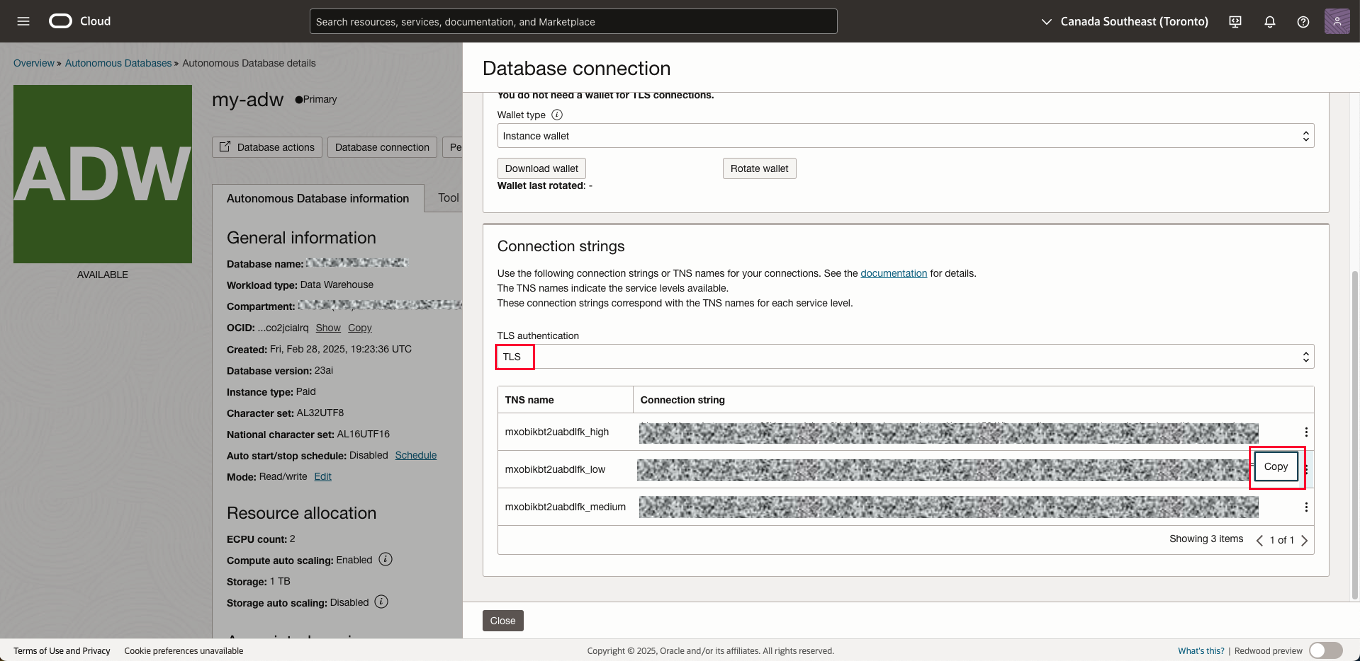 Cloud
Search resources, services, documentation, and Marketplace
Canada Southeast (Toronto)
Overview » Autonomous Databases » Autonomous Database details
ADW
AVAILABLE
my-adw
Primary
Database actions
Database connection
Pe
Autonomous Database information
Tool
General information
Database name:
Workload type: Data Warehouse
Compartment:
OCID: ...co2jcialrq Show Copy
Created: Fri, Feb 28, 2025, 19:23:36 UTC
Database version: 23ai
Instance type: Paid
Character set: AL32UTF8
National character set: AL16UTF16
Auto start/stop schedule: Disabled Schedule
Mode: Read/write Edit
Resource allocation
ECPU count: 2
Compute auto scaling: Enabled
Storage: 1 TB
Storage auto scaling: Disabled
Database connection
You do not need a wallet for TLS connections.
Wallet type
Instance wallet
Download wallet
Rotate wallet
Wallet last rotated: -
Connection strings
Use the following connection strings or TNS names for your connections. See the documentation for details.
The TNS names indicate the service levels available.
These connection strings correspond with the TNS names for each service level.
TLS authentication
TLS
TNS name
Connection string
mxobikbt2uabdlfk_high
mxobikbt2uabdlfk_low
Copy
mxobikbt2uabdlfk_medium
Showing 3 items
1 of 1
Close
Terms of Use and Privacy
Cookie preferences unavailable
Copyright © 2025, Oracle and/or its affiliates. All rights reserved.
What's this? | Redwood preview